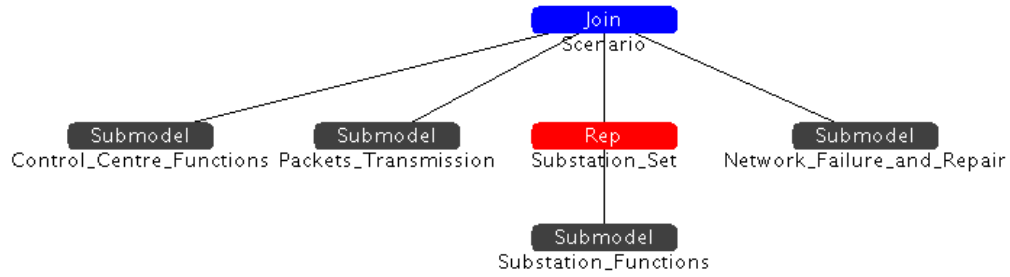 Join
Scenario
Submodel
Submodel
Rep
Submodel
Control_Centre_Functions
Packets_Transmission
Substation_Set
Network_Failure_and_Repair
Submodel
Substation_Functions